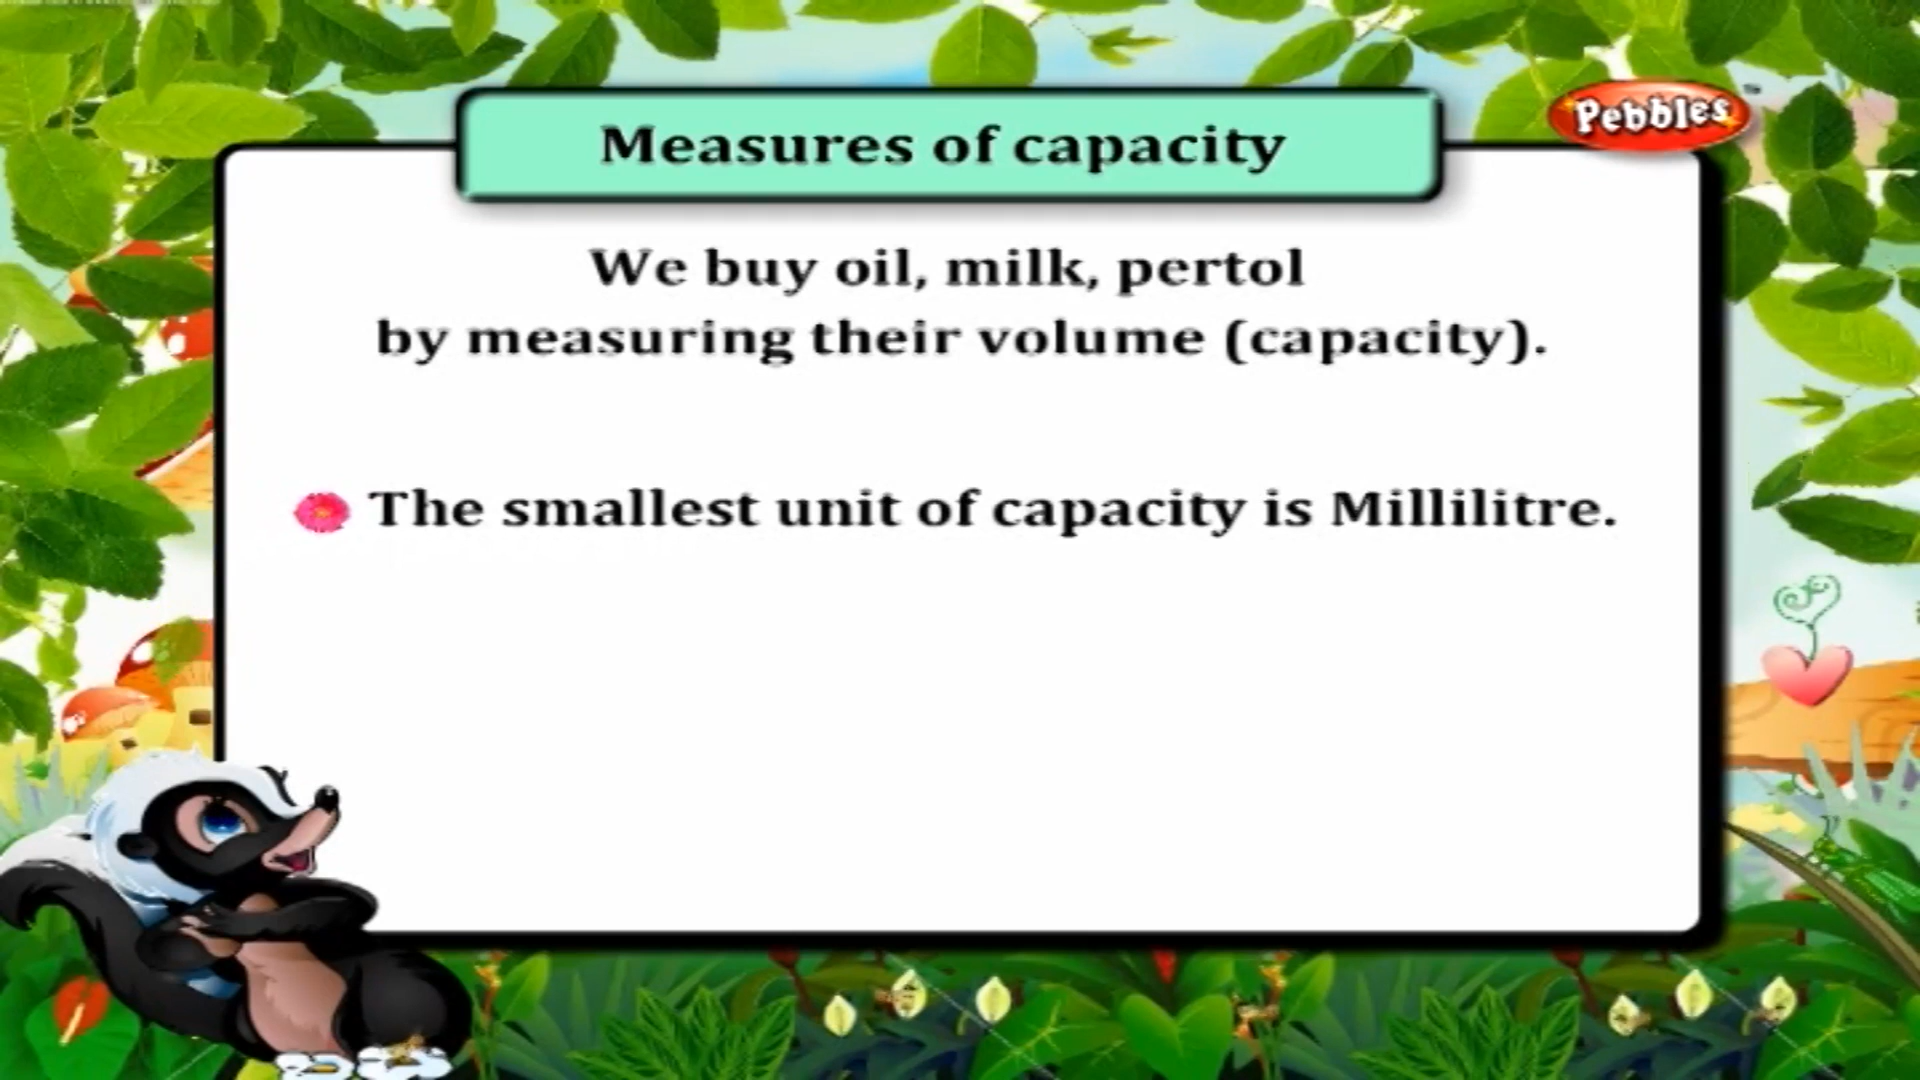 Pebbles
Measures of capacity
We buy oil, milk, pertol
by measuring their volume (capacity).
The smallest unit of capacity is Millilitre.